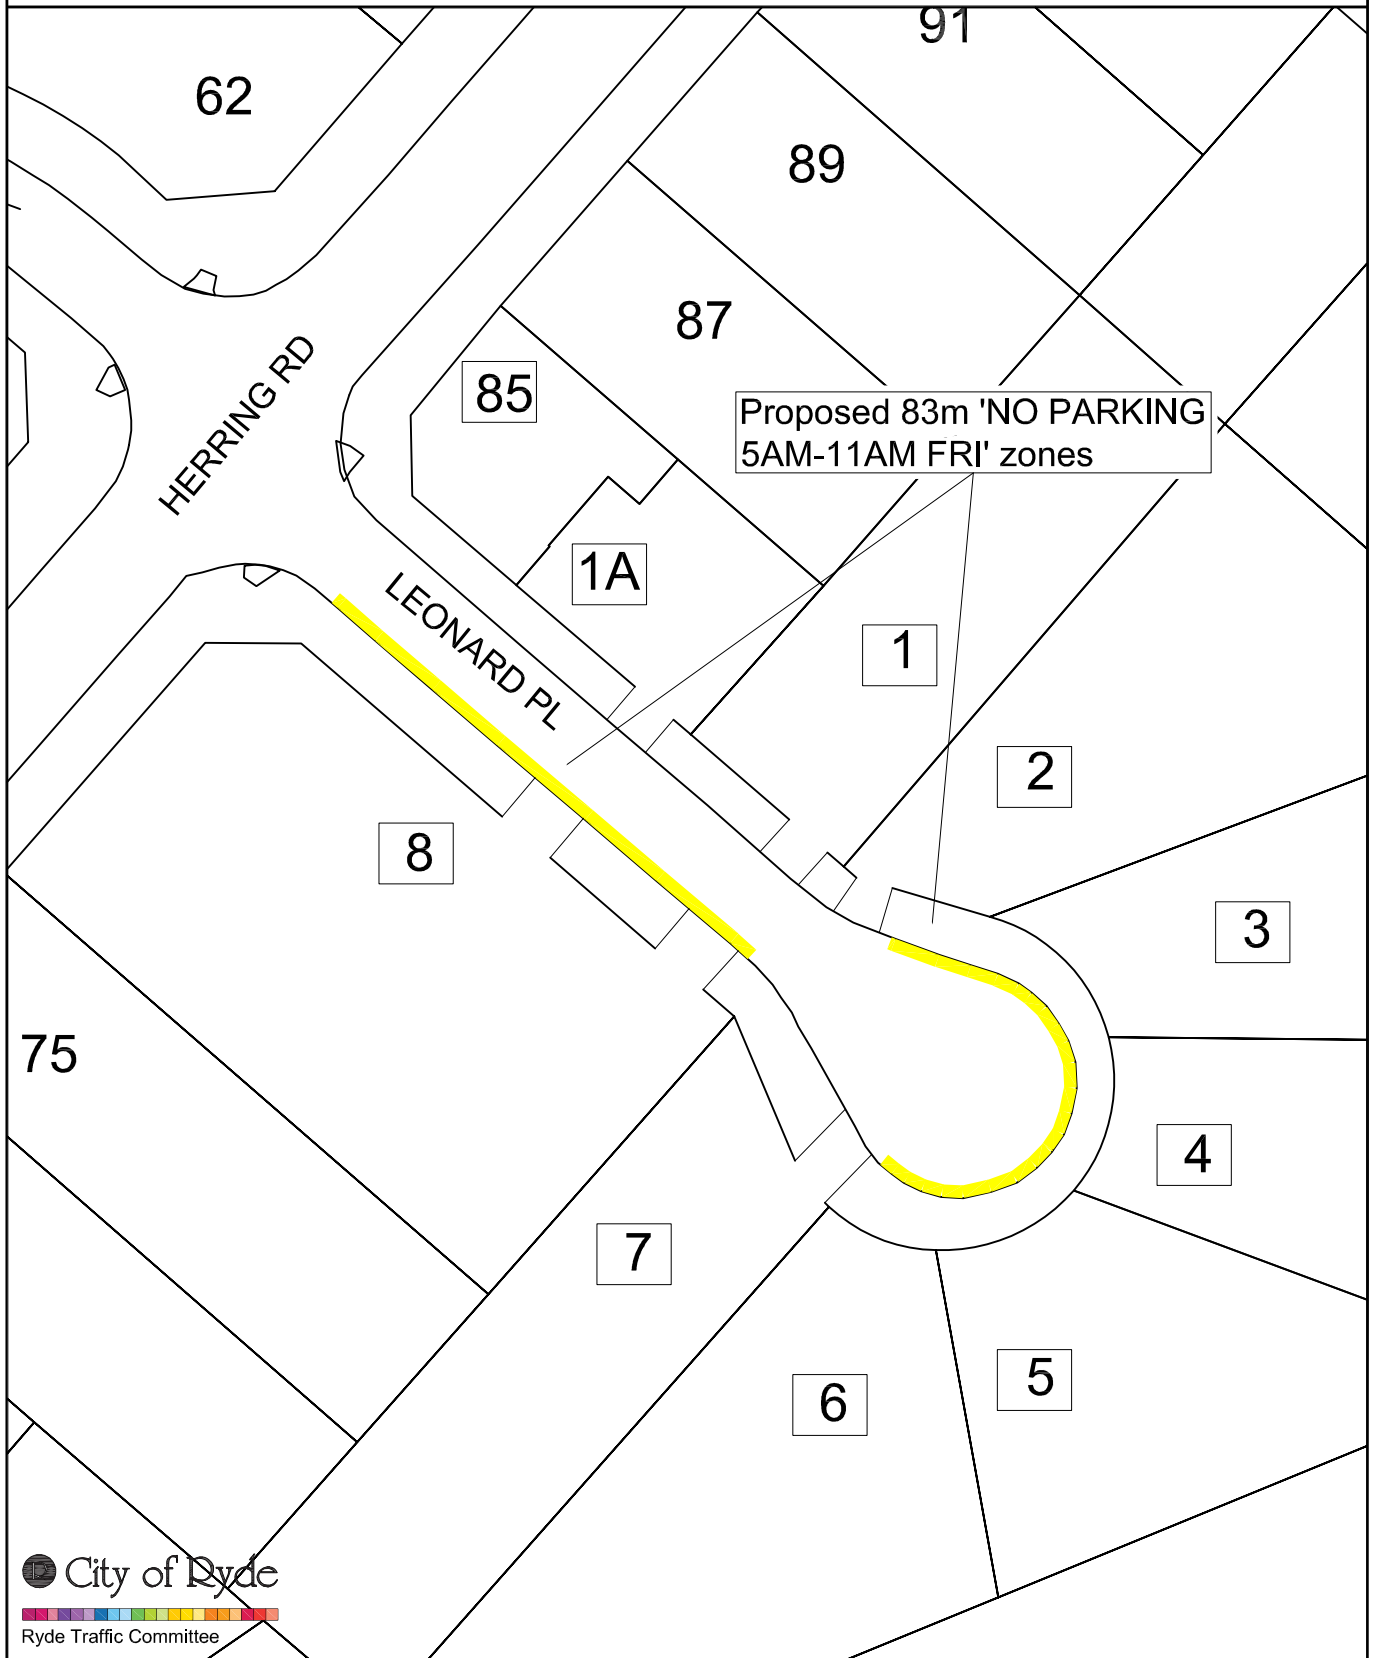 91
62
89
87
HERRING RD
85
Proposed 83m 'NO PARKING
5AM-11AM FRI' zones
1A
LEONARD PL
1
2
8
3
75
4
7
5
6
City of Ryde
Ryde Traffic Committee